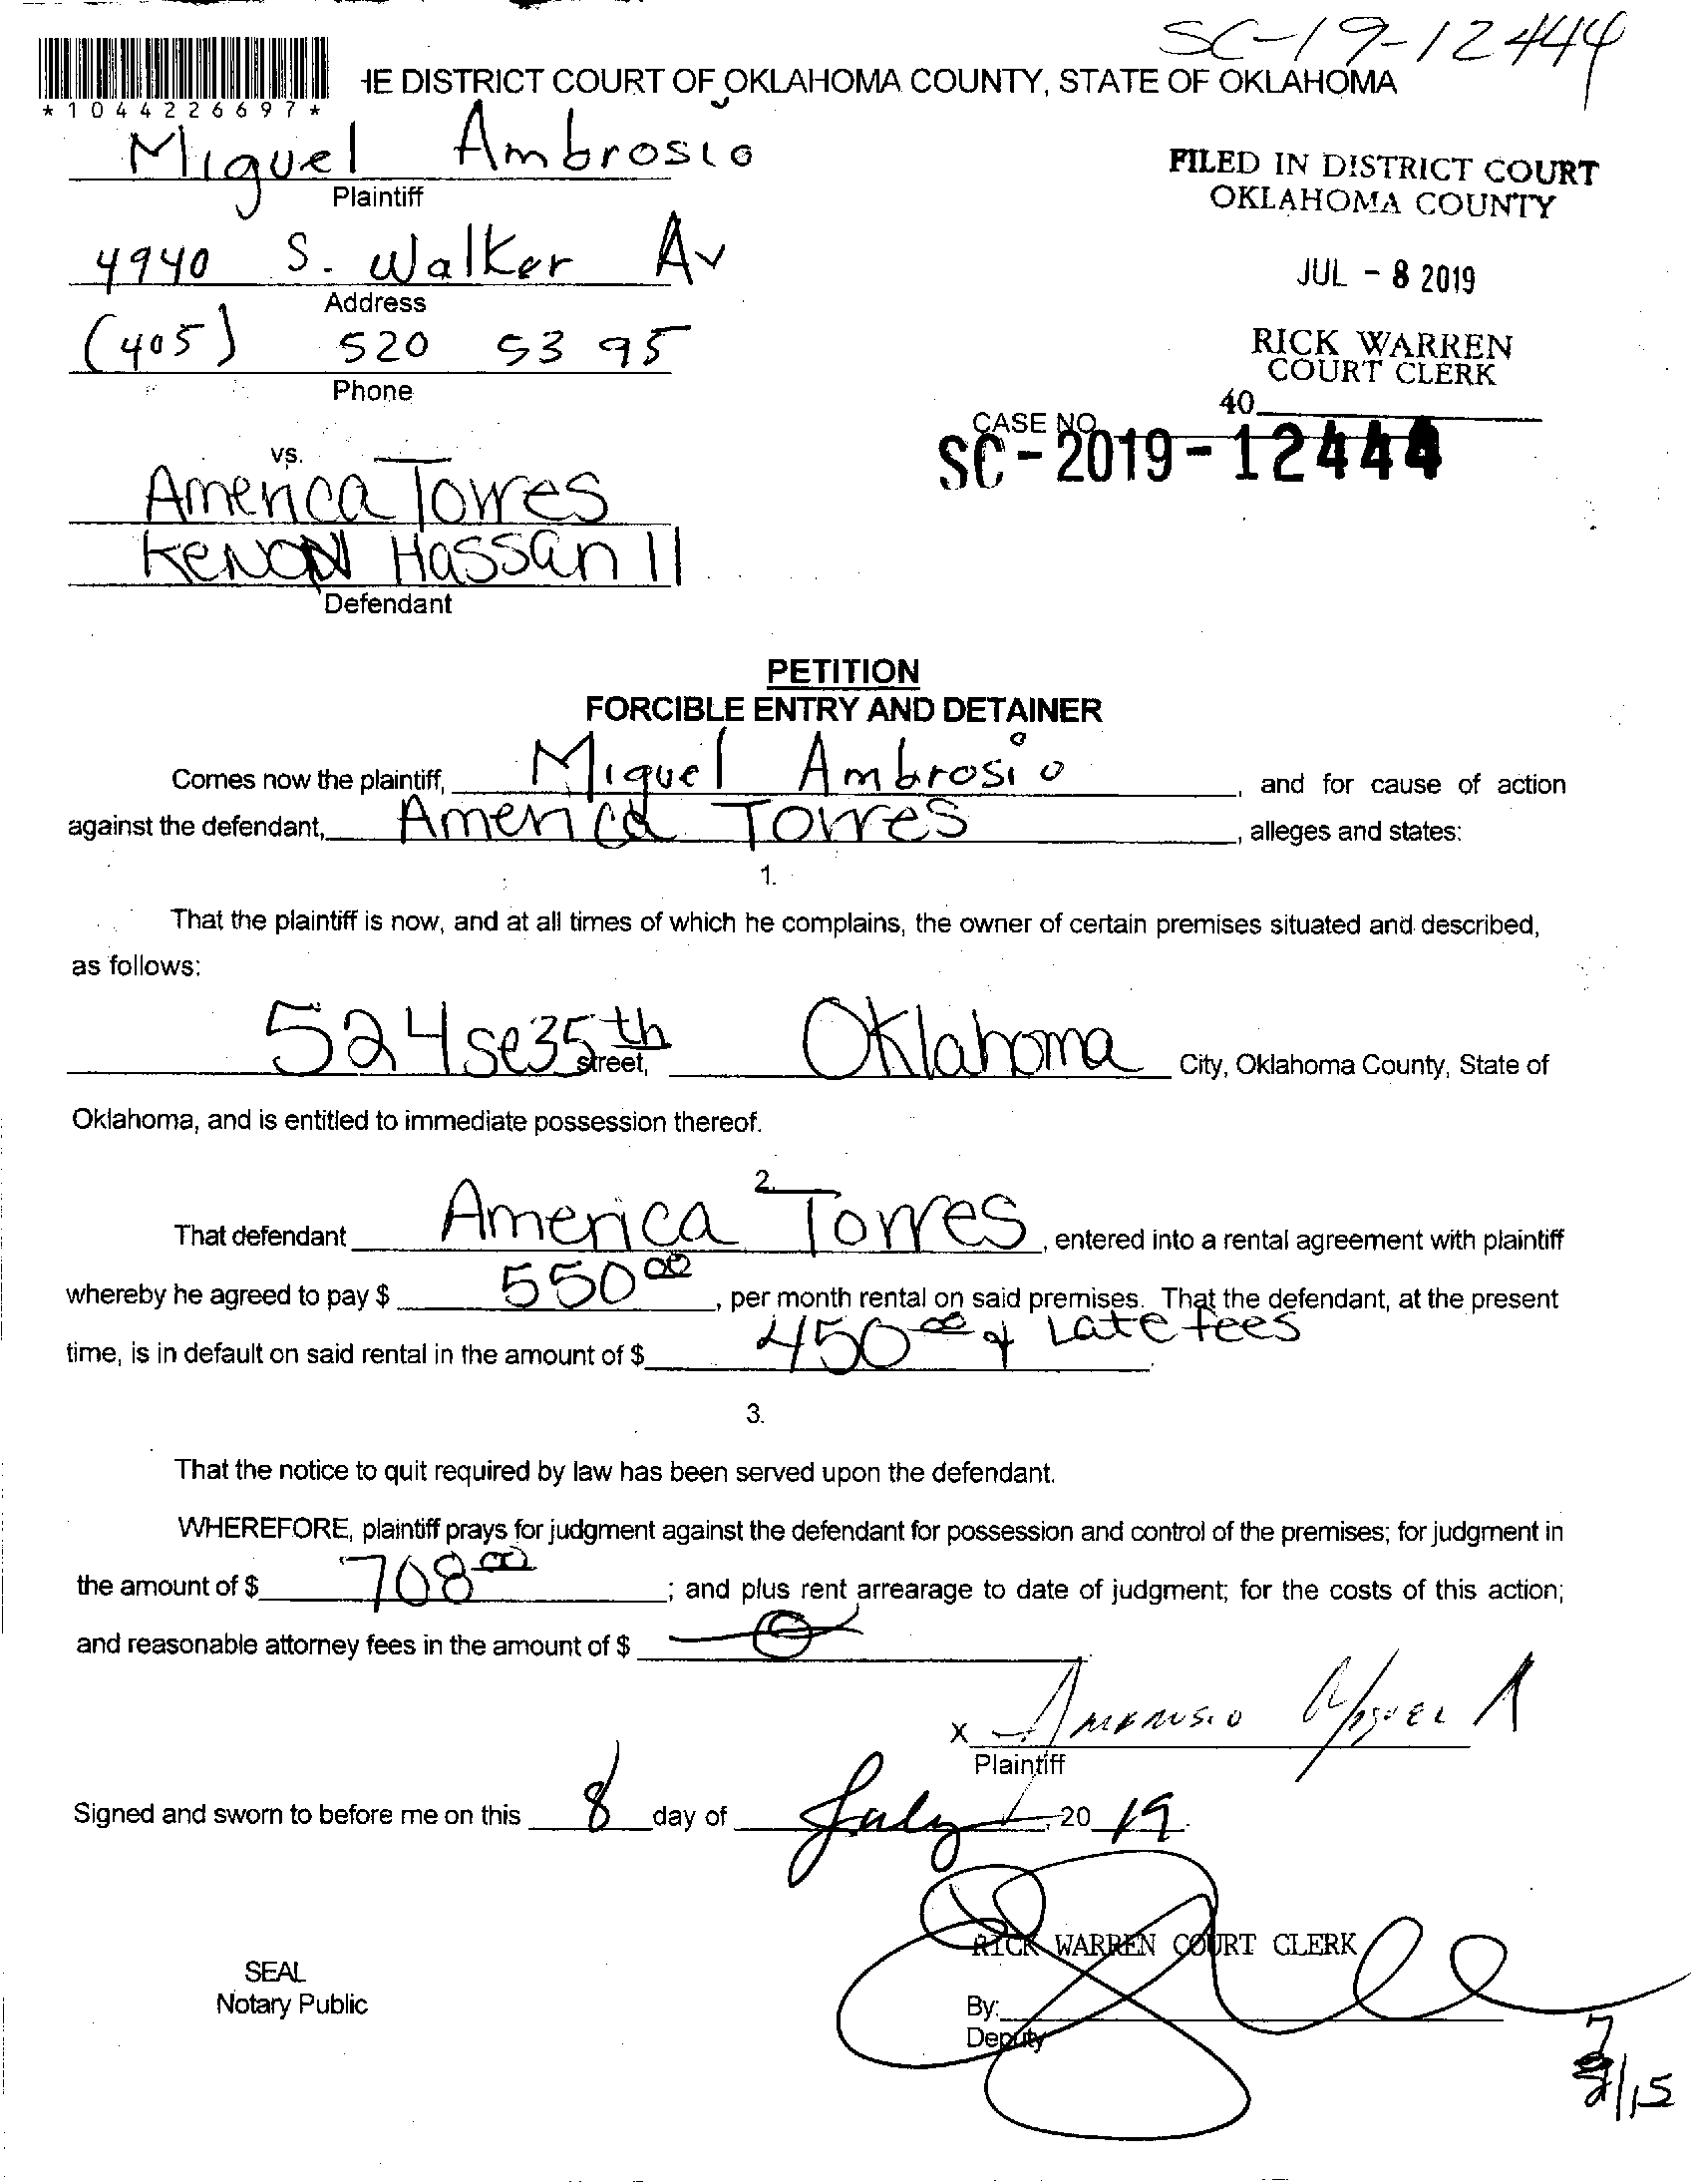 SC-19-12444
HE DISTRICT COURT OF OKLAHOMA COUNTY, STATE OF OKLAHOMA
*1044226697*
Miguel Ambrosio
Plaintiff
FILED IN DISTRICT COURT
OKLAHOMA COUNTY
4940 S. Walker Av
Address
JUL - 8 2019
(405) 520 5395
Phone
RICK WARREN
COURT CLERK
40
CASE NO.
SC-2019-12444
vs.
America Torres
KENON Hassan II
Defendant
PETITION
FORCIBLE ENTRY AND DETAINER
Comes now the plaintiff, Miguel Ambrosio, and for cause of action
against the defendant, America Torres, alleges and states:
1.
That the plaintiff is now, and at all times of which he complains, the owner of certain premises situated and described,
as follows:
524 se 35th street, Oklahoma City, Oklahoma County, State of
Oklahoma, and is entitled to immediate possession thereof.
2.
That defendant America Torres, entered into a rental agreement with plaintiff
whereby he agreed to pay $ 550 00, per month rental on said premises. That the defendant, at the present
time, is in default on said rental in the amount of $ 450 00 & Late fees.
3.
That the notice to quit required by law has been served upon the defendant.
WHEREFORE, plaintiff prays for judgment against the defendant for possession and control of the premises; for judgment in
the amount of $ 708 00; and plus rent arrearage to date of judgment; for the costs of this action;
and reasonable attorney fees in the amount of $ 0
X Ambrosio Miguel A
Plaintiff
Signed and sworn to before me on this 8 day of July, 20 19.
RICK WARREN COURT CLERK
SEAL
Notary Public
By:
Deputy